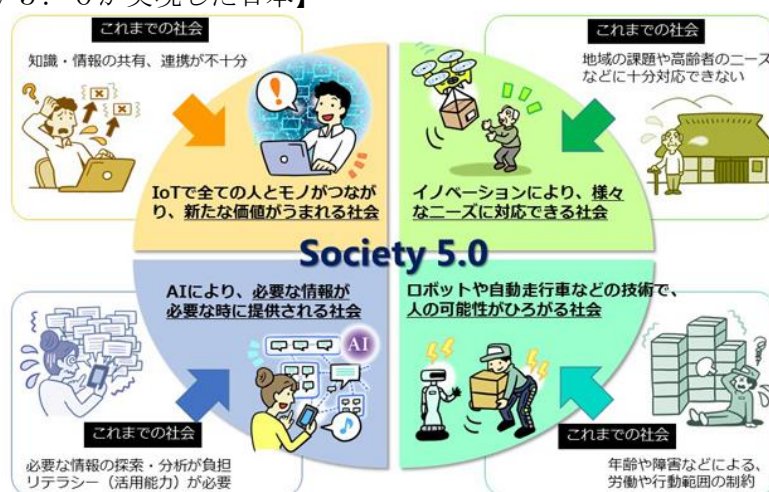 ５．０が実現した日本】
これまでの社会
知識・情報の共有、連携が不十分
IoTで全ての人とモノがつなが
り、新たな価値がうまれる社会
これまでの社会
地域の課題や高齢者のニーズ
などに十分対応できない
イノベーションにより、様々
なニーズに対応できる社会
Society 5.0
AIにより、必要な情報が
必要な時に提供される社会
AI
これまでの社会
必要な情報の探索・分析が負担
リテラシー（活用能力）が必要
ロボットや自動走行車などの技術で、
人の可能性がひろがる社会
これまでの社会
年齢や障害などによる、
労働や行動範囲の制約